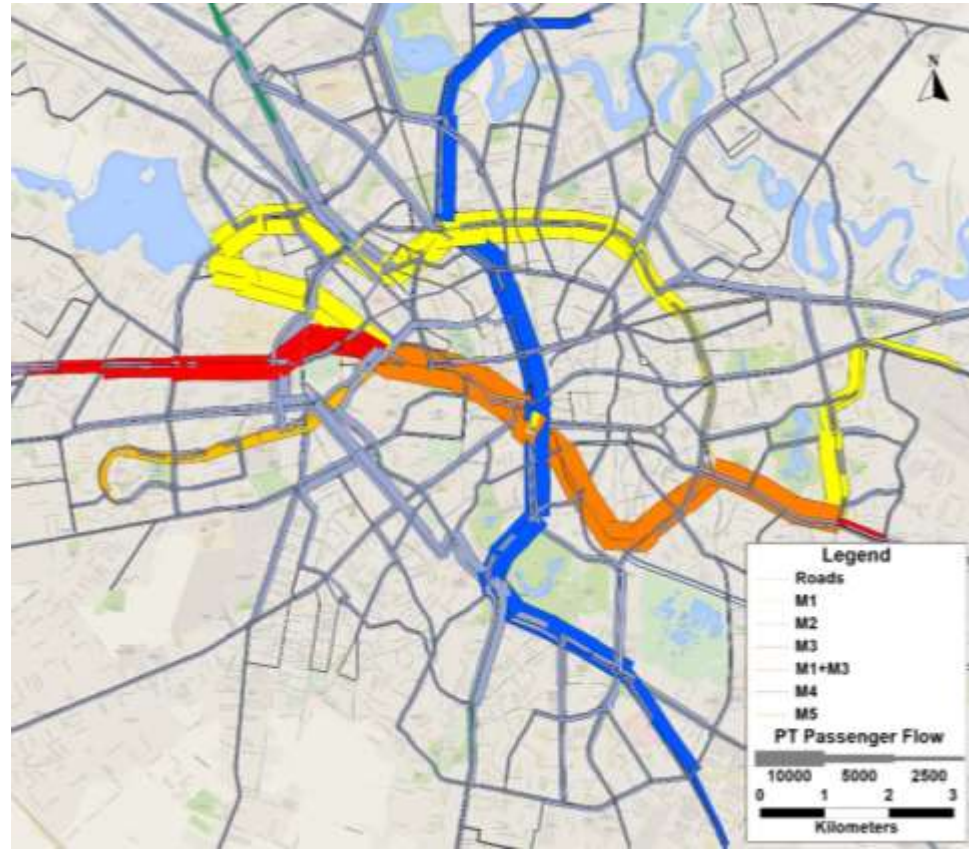 N
Legend
Roads
M1
M2
M3
M1+M3
M4
M5
PT Passenger Flow
10000 5000 2500
0 1 2 3
Kilometers